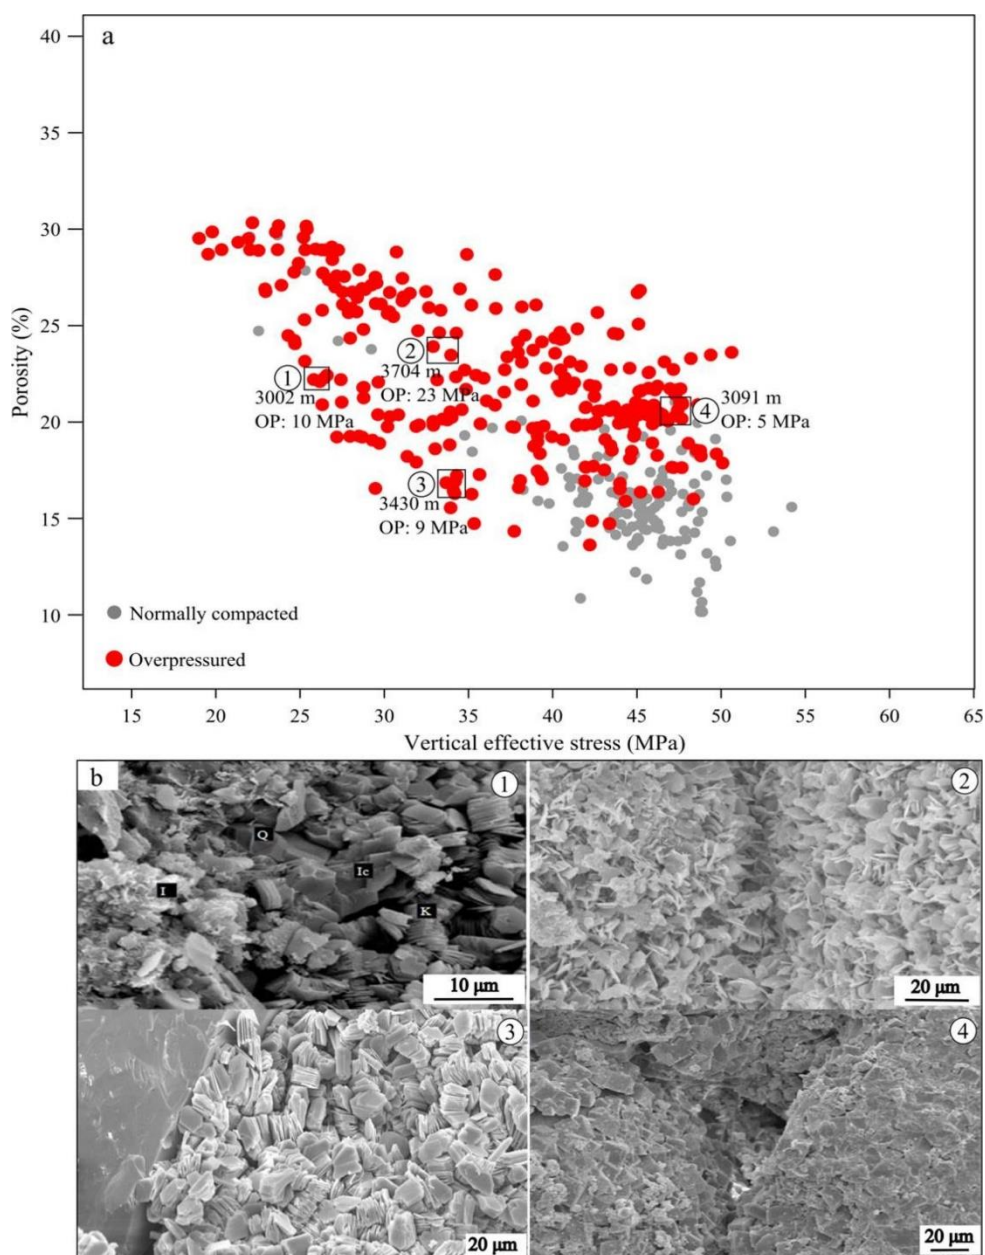 a
40
35
30
25
20
15
10
Porosity (%)
2
3704 m
OP: 23 MPa
1
3002 m
OP: 10 MPa
4
3091 m
OP: 5 MPa
3
3430 m
OP: 9 MPa
Normally compacted
Overpressured
15 20 25 30 35 40 45 50 55 60 65
Vertical effective stress (MPa)
b
1
Q
Ic
I
K
10 µm
2
20 µm
3
20 µm
4
20 µm